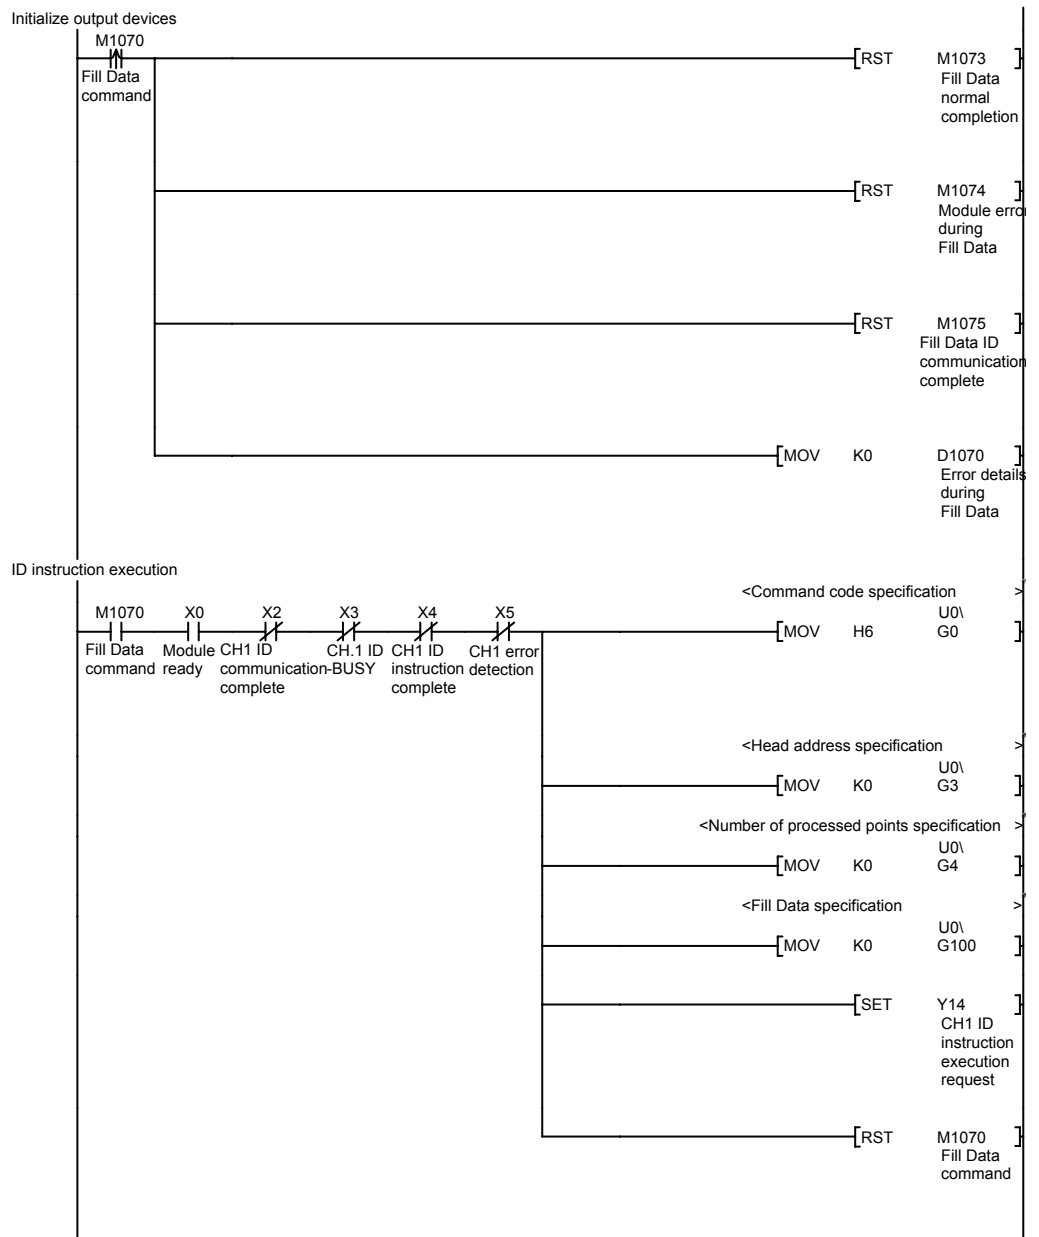 Initialize output devices
M1070
Fill Data
command
RST M1073
Fill Data
normal
completion
RST M1074
Module error
during
Fill Data
RST M1075
Fill Data ID
communication
complete
MOV K0 D1070
Error details
during
Fill Data
ID instruction execution
<Command code specification >
M1070 X0 X2 X3 X4 X5
Fill Data Module CH1 ID CH.1 ID CH1 ID CH1 error
command ready communication-BUSY instruction detection
complete complete
U0\
MOV H6 G0
<Head address specification >
U0\
MOV K0 G3
<Number of processed points specification >
U0\
MOV K0 G4
<Fill Data specification >
U0\
MOV K0 G100
SET Y14
CH1 ID
instruction
execution
request
RST M1070
Fill Data
command